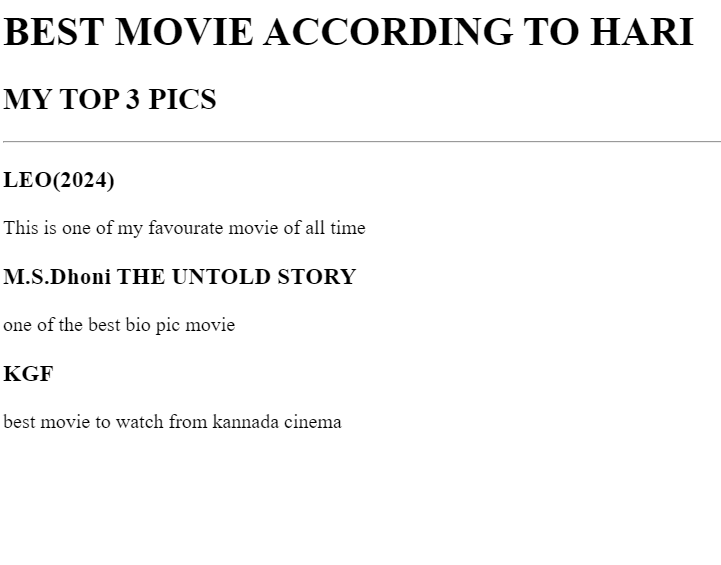 BEST MOVIE ACCORDING TO HARI
MY TOP 3 PICS
LEO(2024)
This is one of my favourate movie of all time
M.S.Dhoni THE UNTOLD STORY
one of the best bio pic movie
KGF
best movie to watch from kannada cinema